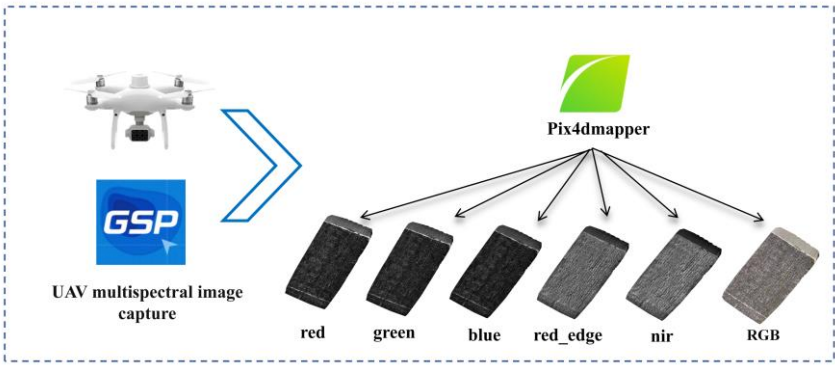 GSP
UAV multispectral image
capture
Pix4dmapper
red
green
blue
red_edge
nir
RGB